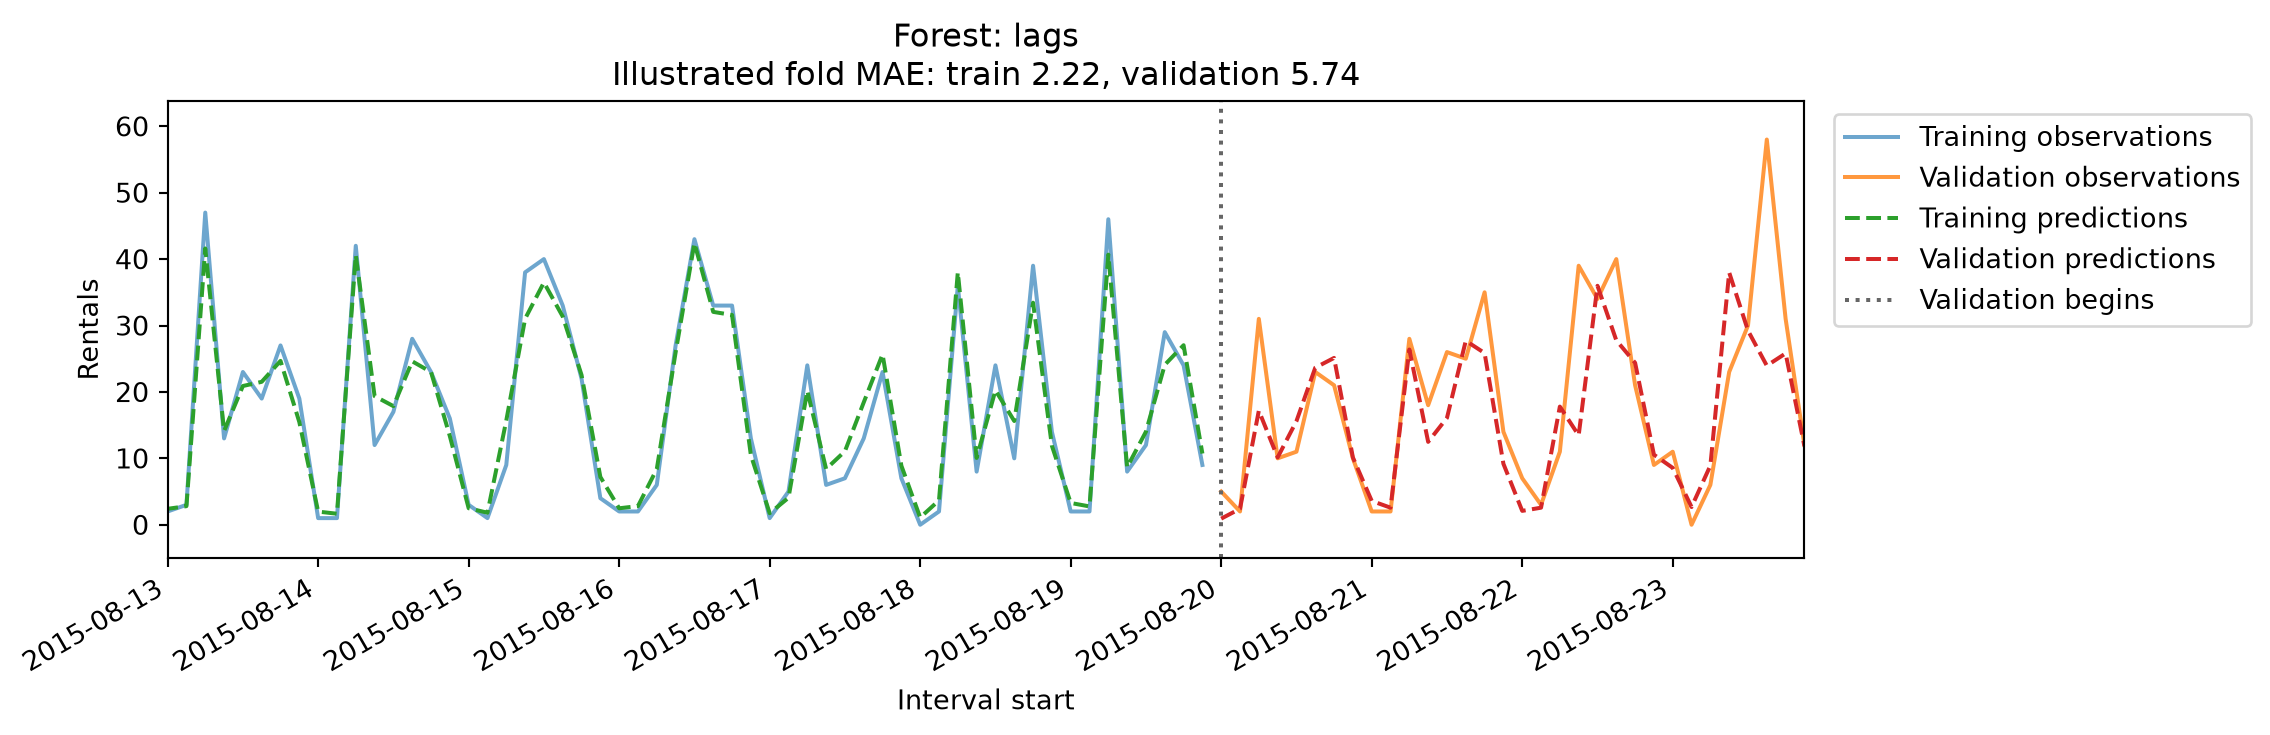 Forest: lags
Illustrated fold MAE: train 2.22, validation 5.74
60
50
40
30
20
10
0
Rentals
2015-08-13
2015-08-14
2015-08-15
2015-08-16
2015-08-17
2015-08-18
2015-08-19
2015-08-20
2015-08-21
2015-08-22
2015-08-23
Interval start
Training observations
Validation observations
Training predictions
Validation predictions
Validation begins